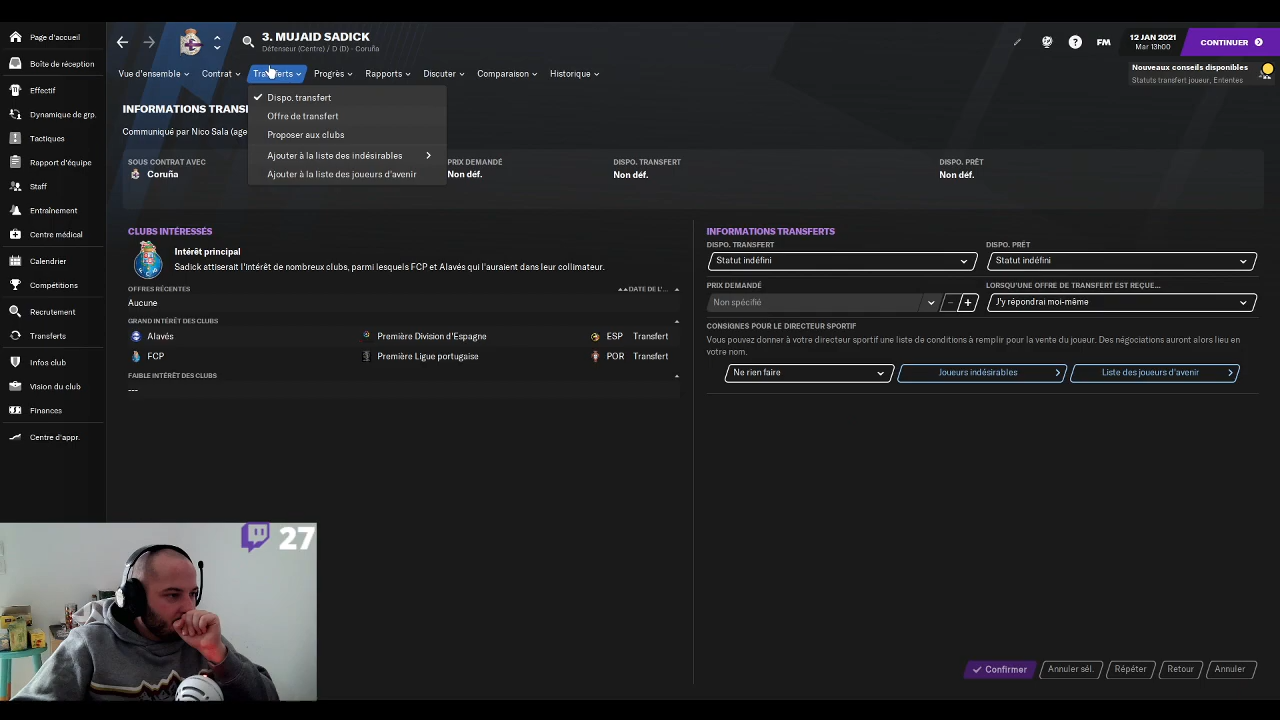 Page d'accueil
Boîte de réception
Effectif
Dynamique de grp.
Tactiques
Rapport d'équipe
Staff
Entraînement
Centre médical
Calendrier
Compétitions
Recrutement
Transferts
Infos club
Vision du club
Finances
Centre d'appr.
3. MUJAID SADICK
Défenseur (Centre) / D (D) - Coruña
FM
12 JAN 2021
Mar 13h00
CONTINUER
Nouveaux conseils disponibles
Statuts transfert joueur, Ententes
Vue d'ensemble
Contrat
Transferts
Progrès
Rapports
Discuter
Comparaison
Historique
Dispo. transfert
Offre de transfert
Proposer aux clubs
Ajouter à la liste des indésirables
Ajouter à la liste des joueurs d'avenir
INFORMATIONS TRANS
Communiqué par Nico Sala (age
SOUS CONTRAT AVEC
Coruña
PRIX DEMANDÉ
Non déf.
DISPO. TRANSFERT
Non déf.
DISPO. PRÊT
Non déf.
CLUBS INTÉRESSÉS
Intérêt principal
Sadick attiserait l'intérêt de nombreux clubs, parmi lesquels FCP et Alavés qui l'auraient dans leur collimateur.
OFFRES RÉCENTES
DATE DE L'...
Aucune
GRAND INTÉRÊT DES CLUBS
Alavés Première Division d'Espagne ESP Transfert
FCP Première Ligue portugaise POR Transfert
FAIBLE INTÉRÊT DES CLUBS
---
INFORMATIONS TRANSFERTS
DISPO. TRANSFERT
Statut indéfini
DISPO. PRÊT
Statut indéfini
PRIX DEMANDÉ
Non spécifié
LORSQU'UNE OFFRE DE TRANSFERT EST REÇUE...
J'y répondrai moi-même
CONSIGNES POUR LE DIRECTEUR SPORTIF
Vous pouvez donner à votre directeur sportif une liste de conditions à remplir pour la vente du joueur. Des négociations auront alors lieu en
votre nom.
Ne rien faire
Joueurs indésirables
Liste des joueurs d'avenir
Confirmer
Annuler sél.
Répéter
Retour
Annuler
27